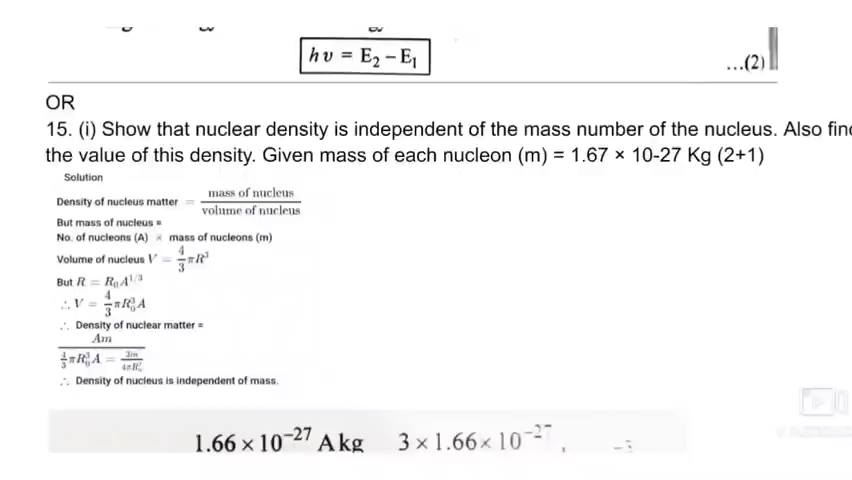 hυ = E₂ − E₁
...(2)
OR
15. (i) Show that nuclear density is independent of the mass number of the nucleus. Also
the value of this density. Given mass of each nucleon (m) = 1.67 × 10-27 Kg (2+1)
Solution
Density of nucleus matter = mass of nucleus / volume of nucleus
But mass of nucleus =
No. of nucleons (A) × mass of nucleons (m)
Volume of nucleus V = 4/3 πR³
But R = R₀A^1/3
∴ V = 4/3 πR₀³A
∴ Density of nuclear matter =
Am / (4/3 πR₀³A) = 3m / 4πR₀³
∴ Density of nucleus is independent of mass.
1.66 × 10⁻²⁷ A kg 3 × 1.66 × 10⁻²⁷